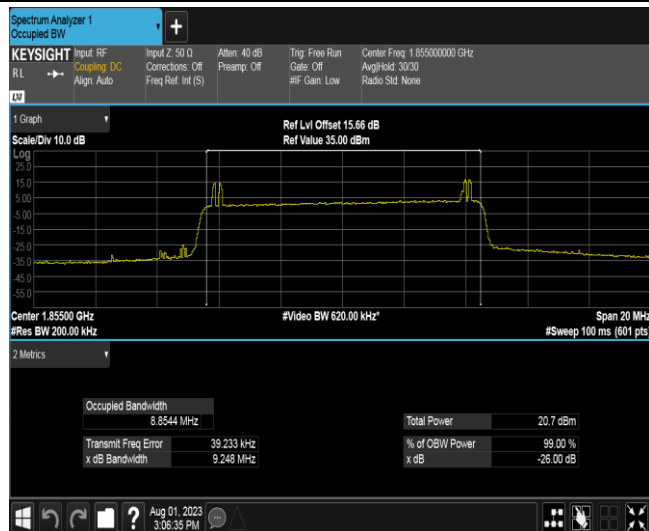 Spectrum Analyzer 1
Occupied BW
+
KEYSIGHT Input: RF Input Z: 50 Ω Atten: 40 dB Trig: Free Run Center Freq: 1.855000000 GHz
RL Coupling: DC Corrections: Off Preamp: Off Gate: Off Avg|Hold: 30/30
Align: Auto Freq Ref: Int (S) #IF Gain: Low Radio Std: None
LXI
1 Graph
Ref Lvl Offset 15.66 dB
Scale/Div 10.0 dB Ref Value 35.00 dBm
Log
25.0
15.0
5.00
-5.00
-15.0
-25.0
-35.0
-45.0
-55.0
Center 1.85500 GHz #Video BW 620.00 kHz* Span 20 MHz
#Res BW 200.00 kHz #Sweep 100 ms (601 pts)
2 Metrics
Occupied Bandwidth
8.8544 MHz Total Power 20.7 dBm
Transmit Freq Error 39.233 kHz % of OBW Power 99.00 %
x dB Bandwidth 9.248 MHz x dB -26.00 dB
? Aug 01, 2023
3:06:35 PM